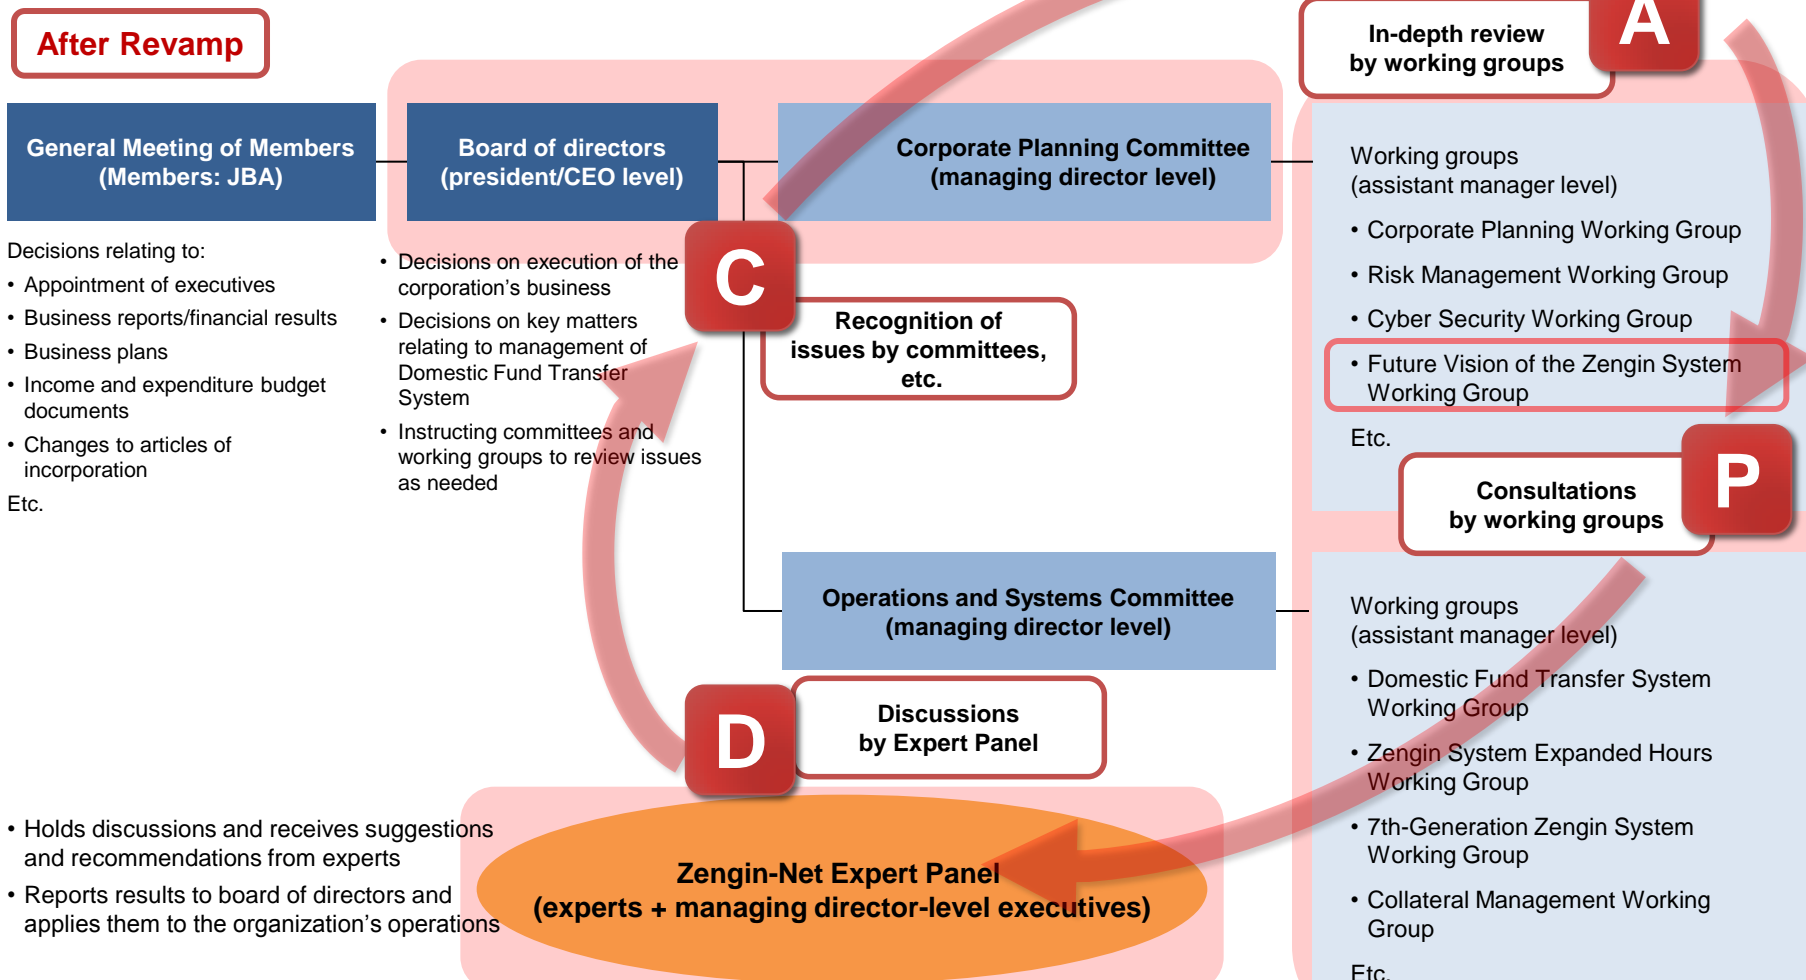 After Revamp
In-depth review
by working groups
A
General Meeting of Members
(Members: JBA)
Board of directors
(president/CEO level)
Corporate Planning Committee
(managing director level)
Decisions relating to:
• Appointment of executives
• Business reports/financial results
• Business plans
• Income and expenditure budget
documents
• Changes to articles of
incorporation
Etc.
• Decisions on execution of the
corporation's business
• Decisions on key matters
relating to management of
Domestic Fund Transfer
System
• Instructing committees and
working groups to review issues
as needed
C
Recognition of
issues by committees,
etc.
Working groups
(assistant manager level)
• Corporate Planning Working Group
• Risk Management Working Group
• Cyber Security Working Group
• Future Vision of the Zengin System
Working Group
Etc.
P
Consultations
by working groups
Operations and Systems Committee
(managing director level)
Working groups
(assistant manager level)
• Domestic Fund Transfer System
Working Group
• Zengin System Expanded Hours
Working Group
• 7th-Generation Zengin System
Working Group
• Collateral Management Working
Group
Etc.
D
Discussions
by Expert Panel
• Holds discussions and receives suggestions
and recommendations from experts
• Reports results to board of directors and
applies them to the organization's operations
Zengin-Net Expert Panel
(experts + managing director-level executives)